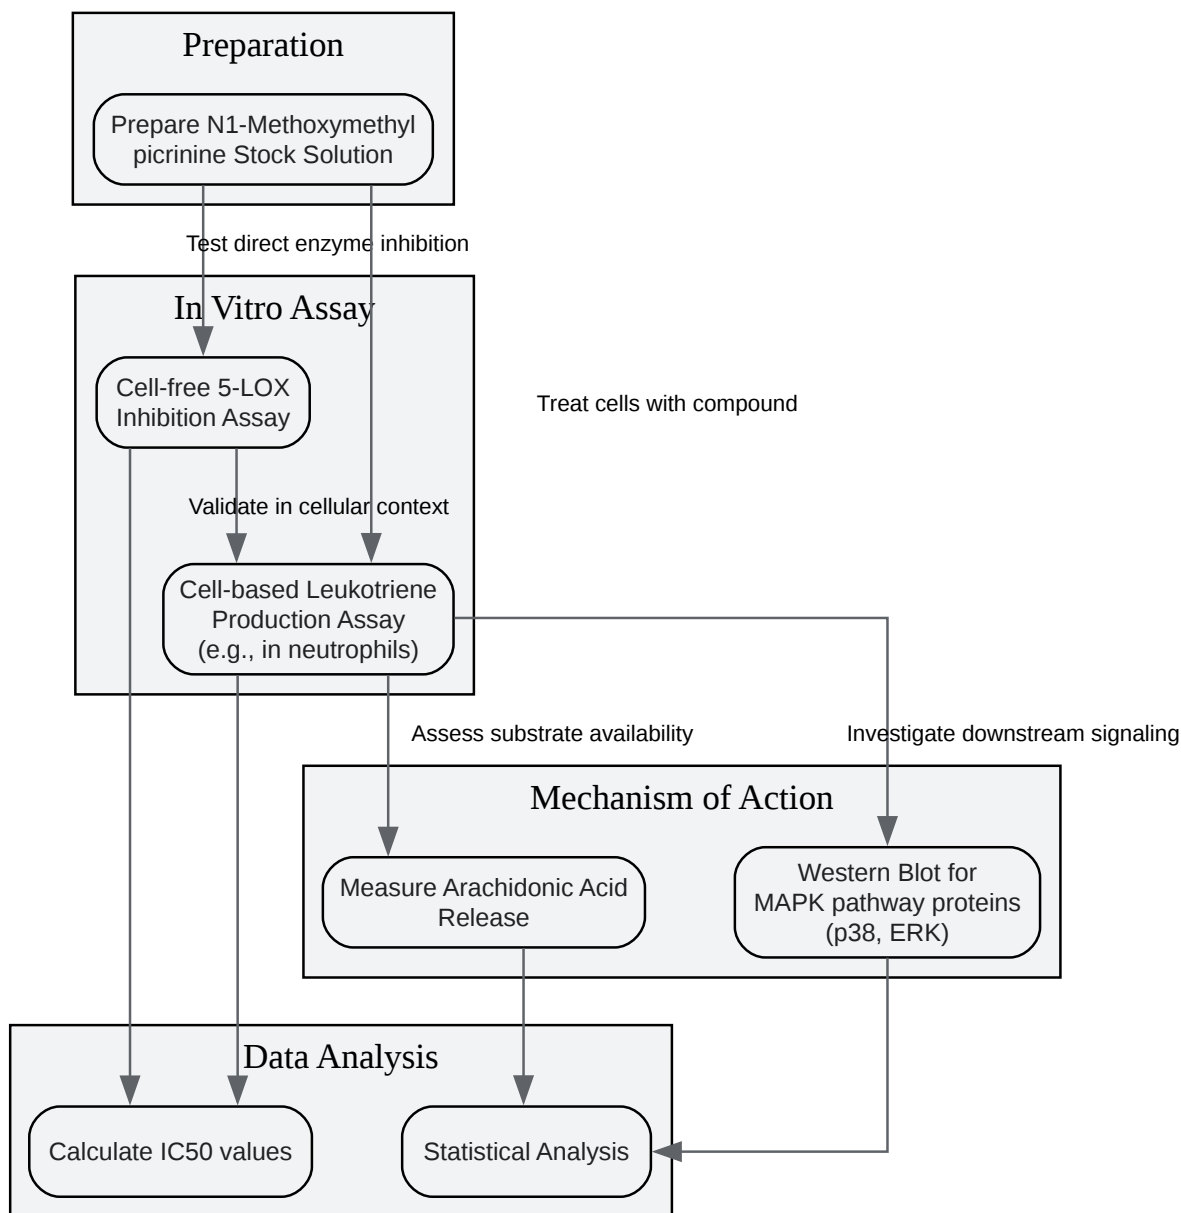 Preparation
Prepare N1-Methoxymethyl
picrinine Stock Solution
Test direct enzyme inhibition
In Vitro Assay
Cell-free 5-LOX
Inhibition Assay
Treat cells with compound
Validate in cellular context
Cell-based Leukotriene
Production Assay
(e.g., in neutrophils)
Assess substrate availability
Investigate downstream signaling
Mechanism of Action
Measure Arachidonic Acid
Release
Western Blot for
MAPK pathway proteins
(p38, ERK)
Data Analysis
Calculate IC50 values
Statistical Analysis